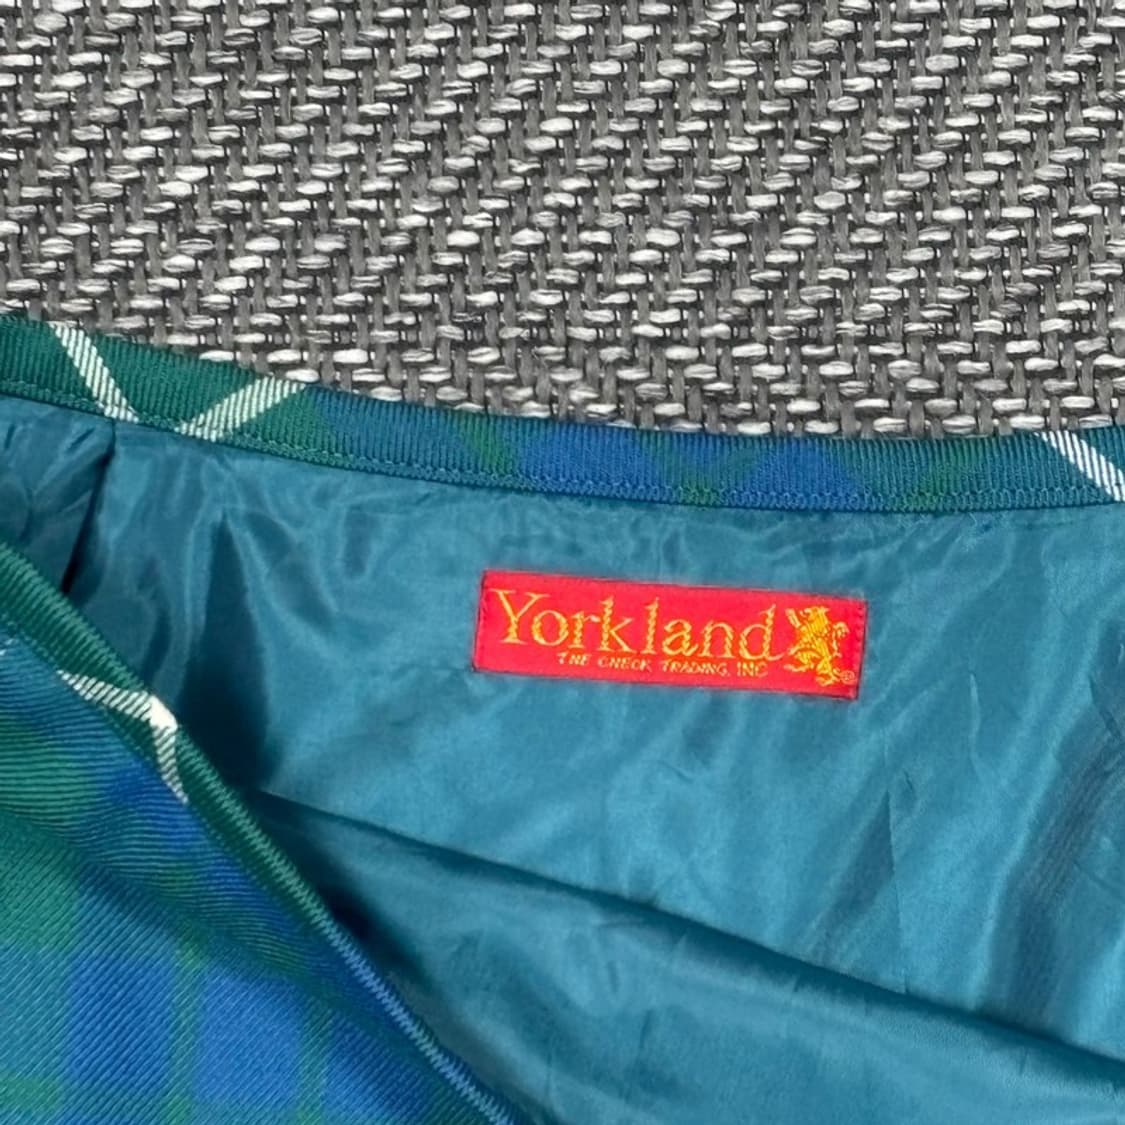 Yorkland
THE CHECK TRADING, INC
®